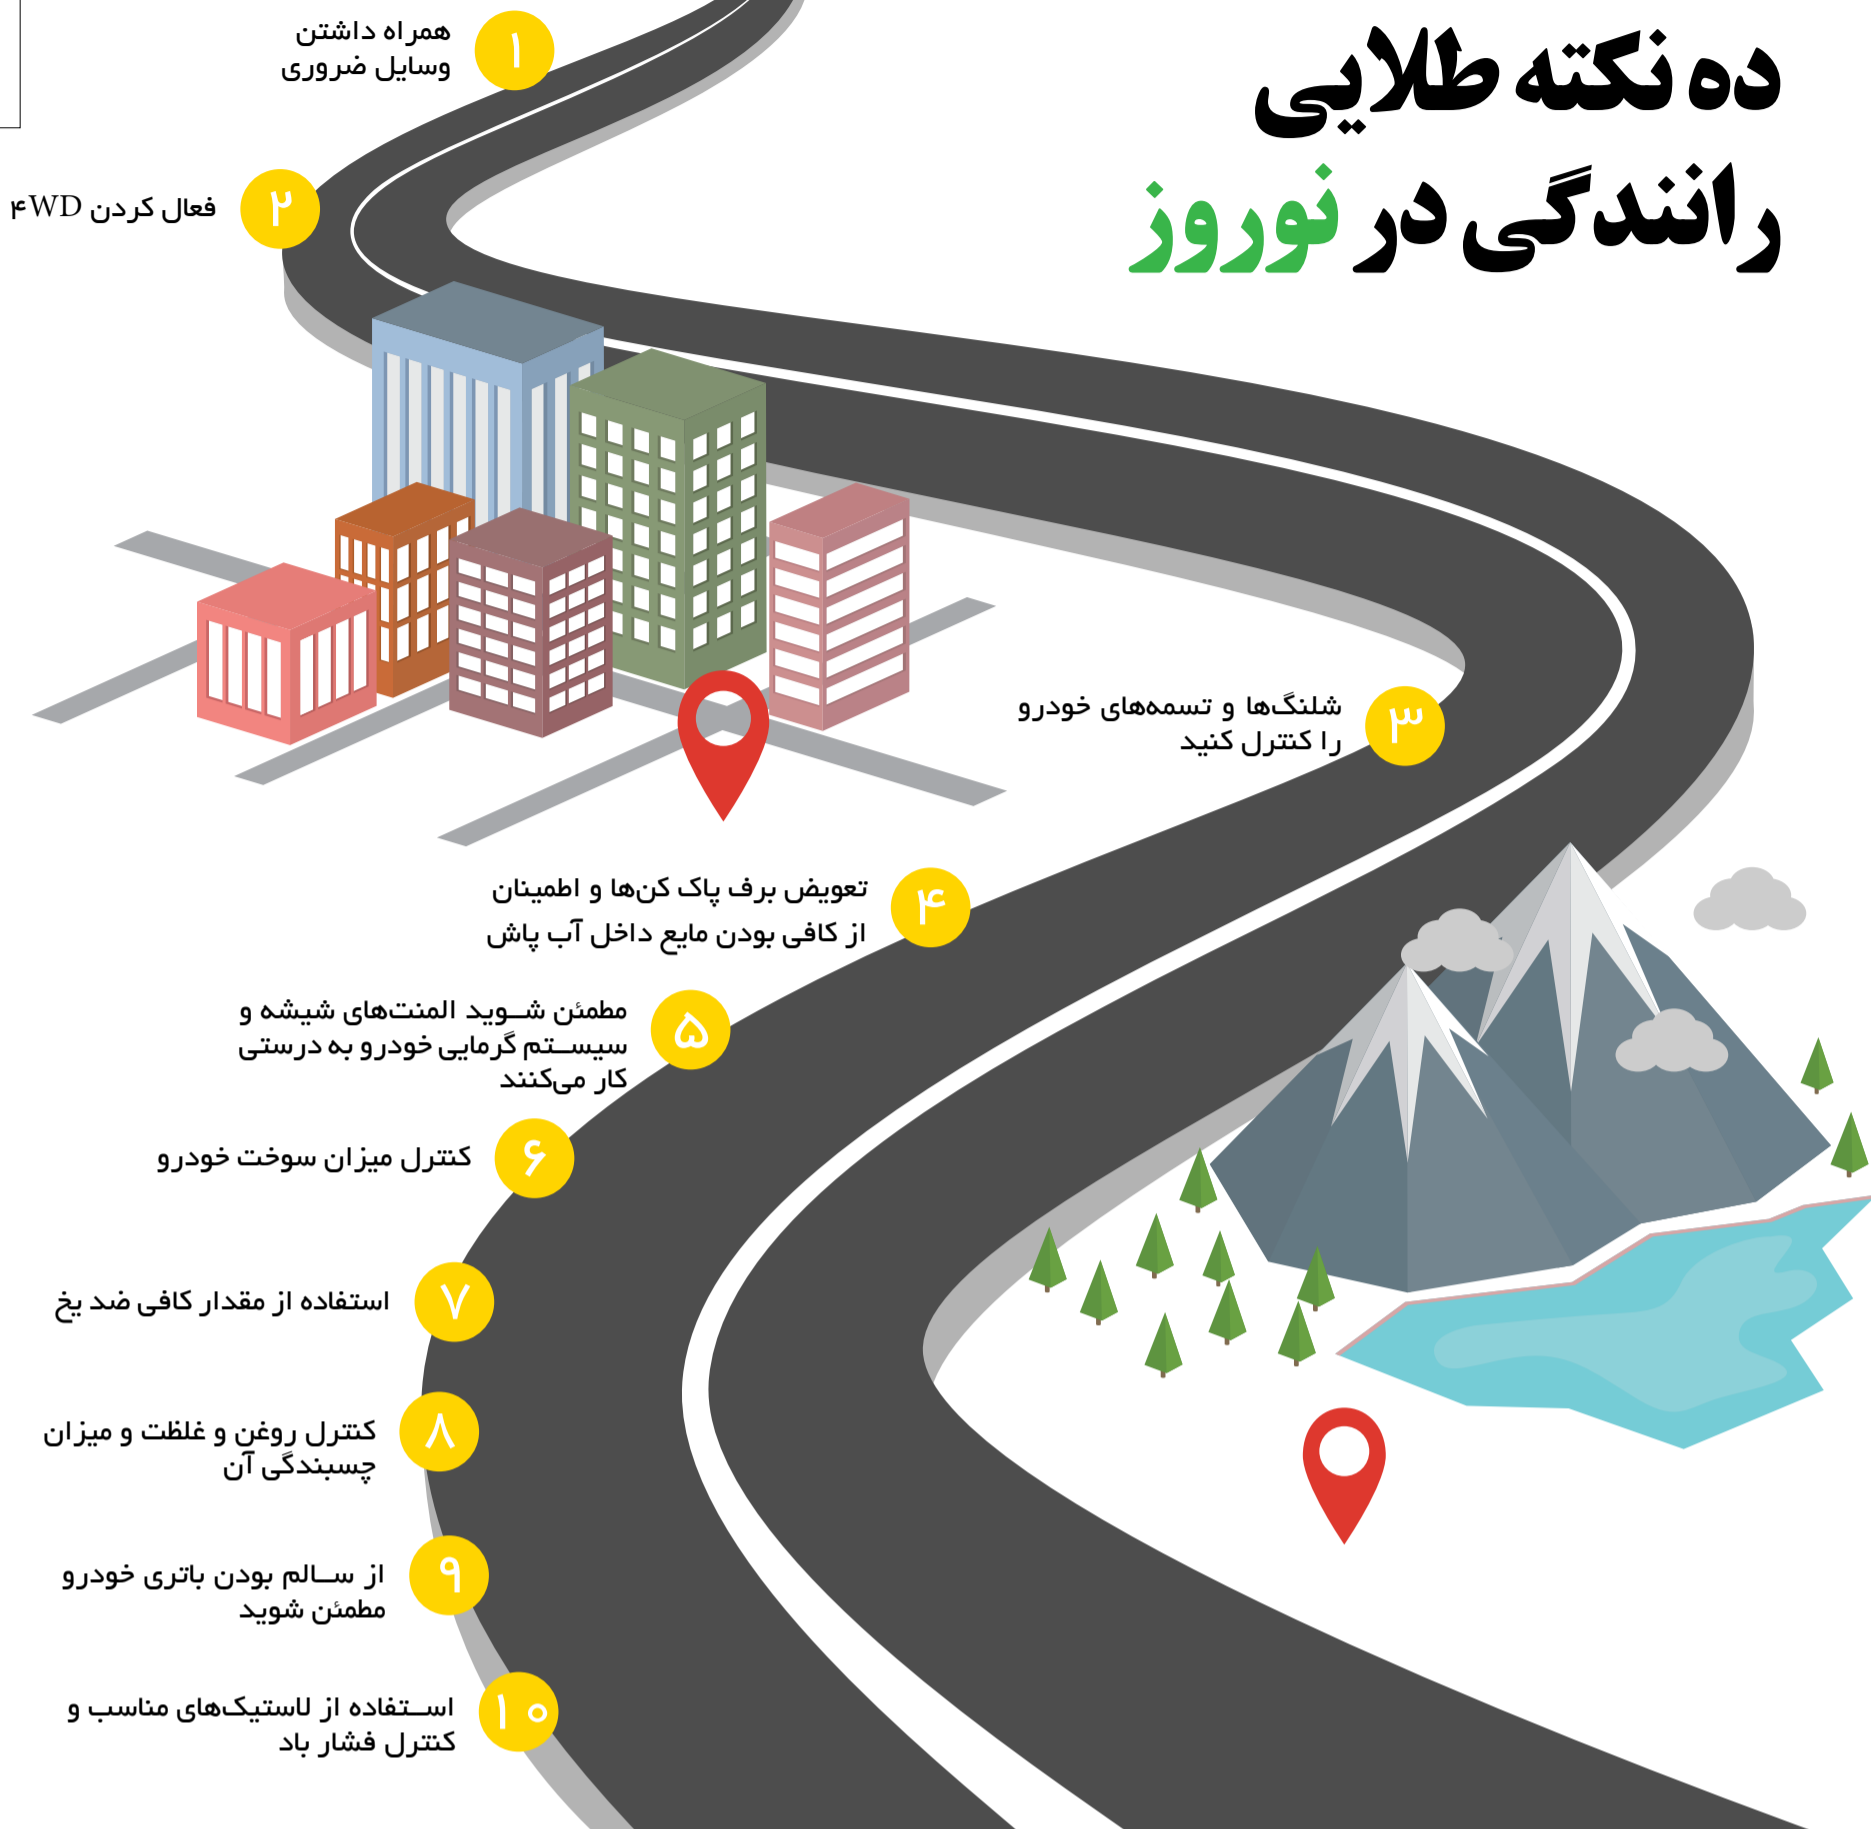 ده نکته طلایی
رانندگی در نوروز
۱
همراه داشتن
وسایل ضروری
۲
فعال کردن ۴WD
۳
شلنگ‌ها و تسمه‌های خودرو
را کنترل کنید
۴
تعویض برف پاک کن‌ها و اطمینان
از کافی بودن مایع داخل آب پاش
۵
مطمئن شـــوید المنت‌های شیشه و
سیســـتم گرمایی خودرو به درستی
کار می‌کنند
۶
کنترل میزان سوخت خودرو
۷
استفاده از مقدار کافی ضد یخ
۸
کنترل روغن و غلظت و میزان
چسبندگی آن
۹
از ســـالم بودن باتری خودرو
مطمئن شوید
۱۰
اســـتفاده از لاستیک‌های مناسب و
کنترل فشار باد